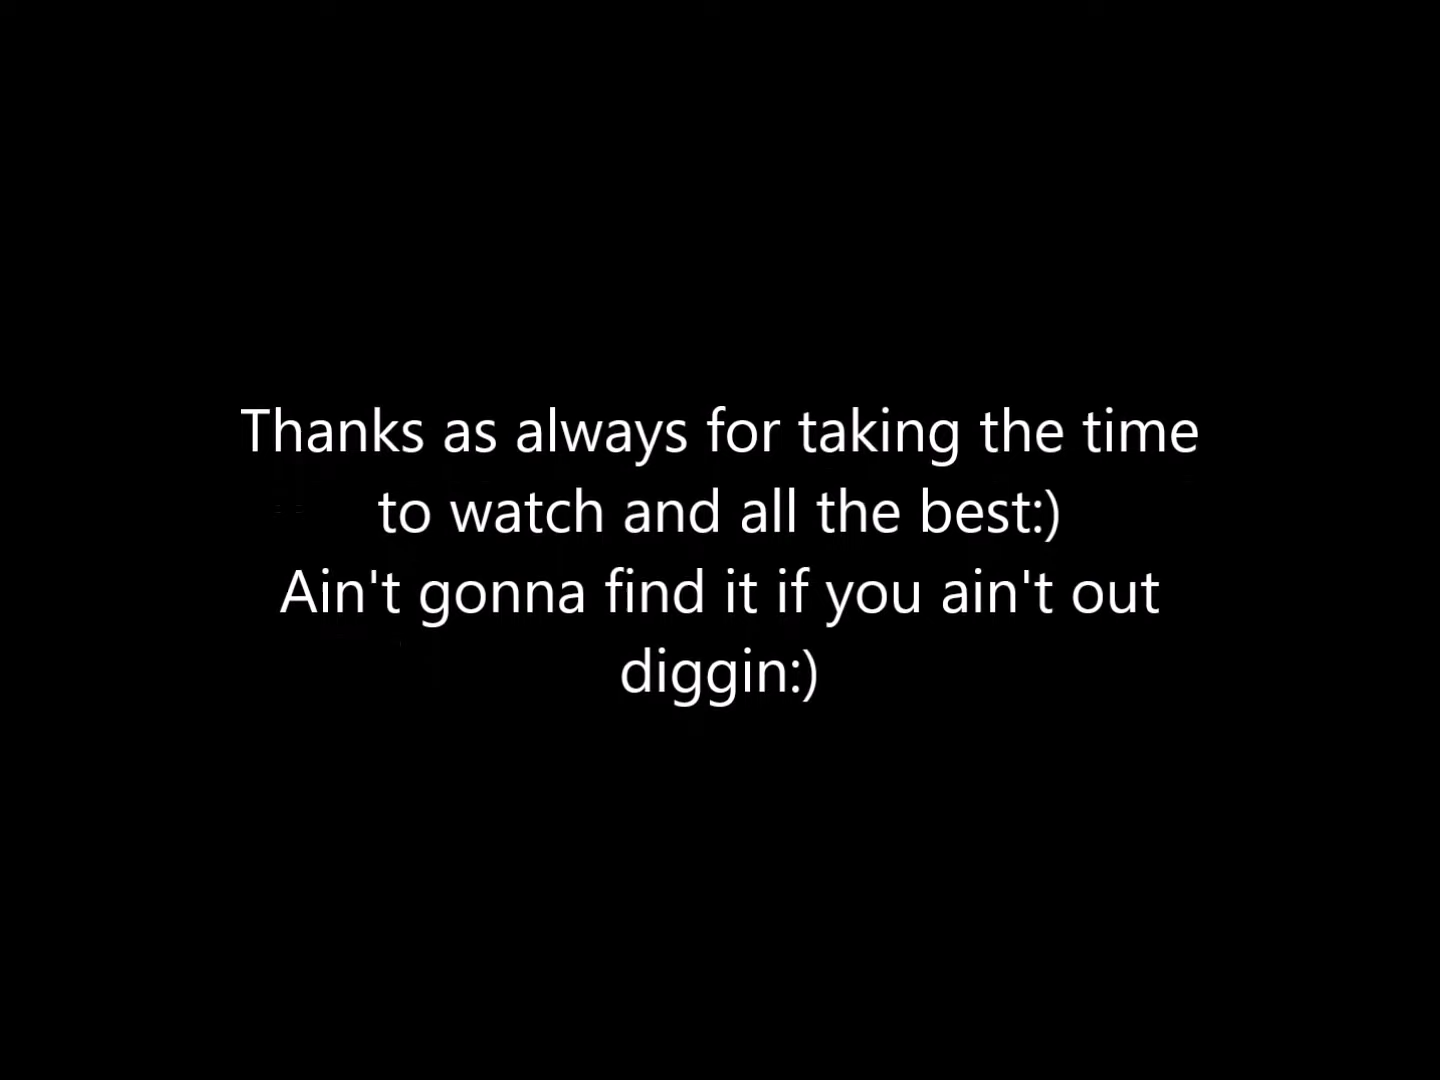 Thanks as always for taking the time
to watch and all the best:)
Ain't gonna find it if you ain't out
diggin:)